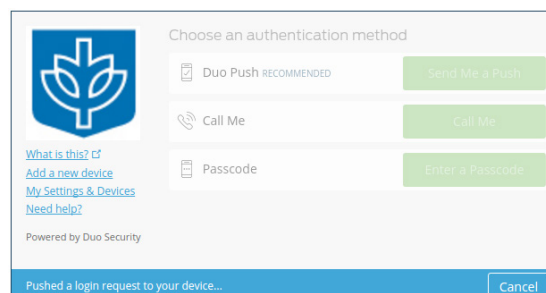 Choose an authentication method
Duo Push RECOMMENDED
Send Me a Push
Call Me
Call Me
Passcode
Enter a Passcode
What is this?
Add a new device
My Settings & Devices
Need help?
Powered by Duo Security
Pushed a login request to your device...
Cancel